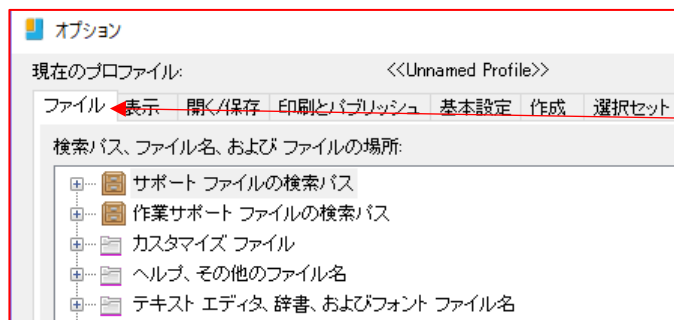 オプション
現在のプロファイル: <<Unnamed Profile>>
ファイル 表示 開く/保存 印刷とパブリッシュ 基本設定 作成 選択セット
検索パス、ファイル名、および ファイルの場所:
サポート ファイルの検索パス
作業サポート ファイルの検索パス
カスタマイズ ファイル
ヘルプ、その他のファイル名
テキスト エディタ、辞書、およびフォント ファイル名